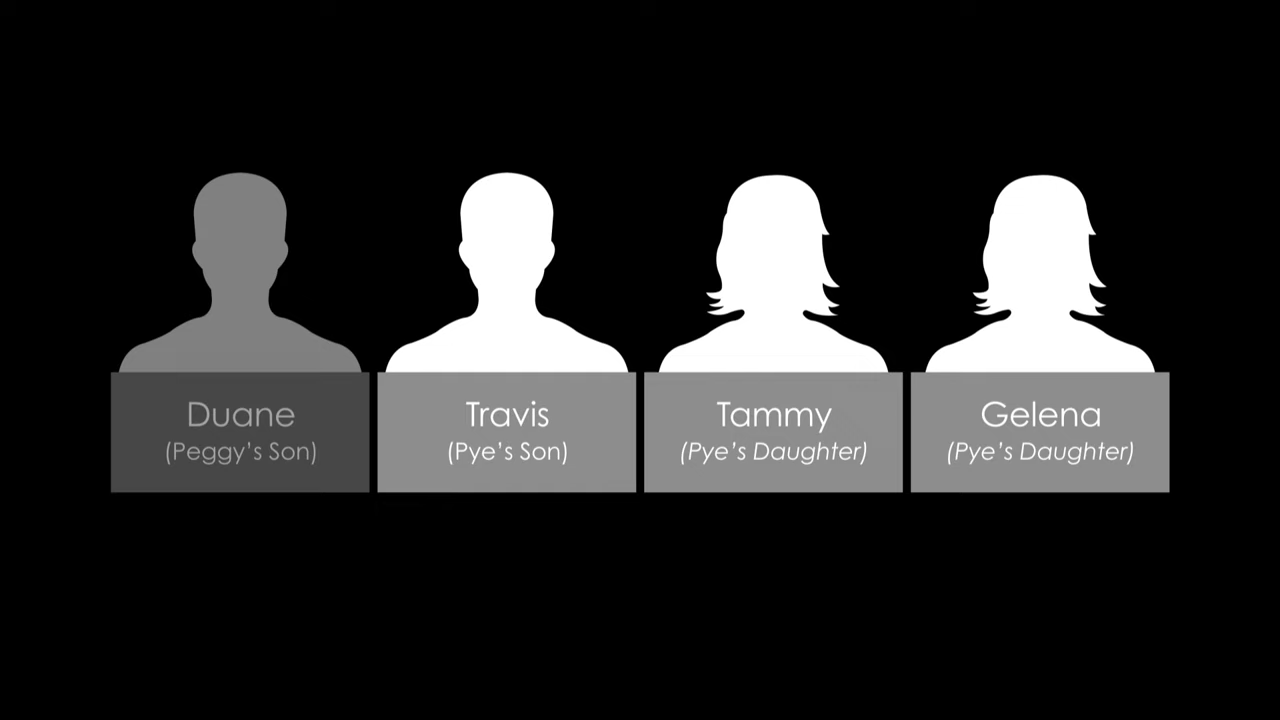 Duane
(Peggy's Son)
Travis
(Pye's Son)
Tammy
(Pye's Daughter)
Gelena
(Pye's Daughter)